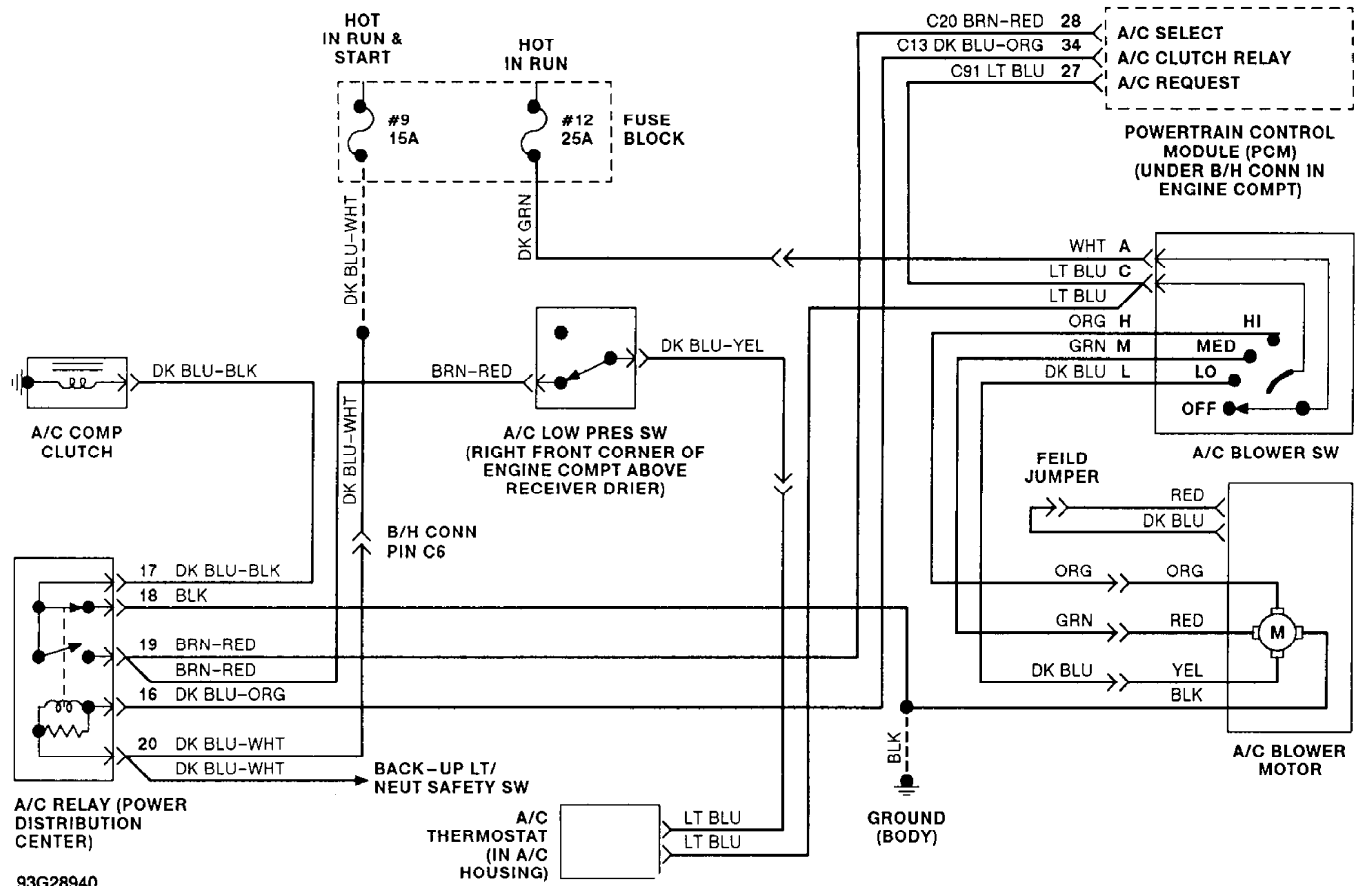 HOT
IN RUN &
START
HOT
IN RUN
#9
15A
#12
25A
FUSE
BLOCK
C20 BRN-RED 28
C13 DK BLU-ORG 34
C91 LT BLU 27
A/C SELECT
A/C CLUTCH RELAY
A/C REQUEST
POWERTRAIN CONTROL
MODULE (PCM)
(UNDER B/H CONN IN
ENGINE COMPT)
DK BLU-WHT
DK GRN
WHT A
LT BLU C
LT BLU
ORG H
HI
GRN M
MED
DK BLU L
LO
OFF
A/C BLOWER SW
DK BLU-BLK
A/C COMP
CLUTCH
BRN-RED
DK BLU-YEL
DK BLU-WHT
A/C LOW PRES SW
(RIGHT FRONT CORNER OF
ENGINE COMPT ABOVE
RECEIVER DRIER)
B/H CONN
PIN C6
FEILD
JUMPER
RED
DK BLU
ORG
ORG
GRN
RED
M
DK BLU
YEL
BLK
A/C BLOWER
MOTOR
17 DK BLU-BLK
18 BLK
19 BRN-RED
BRN-RED
16 DK BLU-ORG
20 DK BLU-WHT
DK BLU-WHT
BACK-UP LT/
NEUT SAFETY SW
A/C RELAY (POWER
DISTRIBUTION
CENTER)
BLK
GROUND
(BODY)
A/C
THERMOSTAT
(IN A/C
HOUSING)
LT BLU
LT BLU
93G28940